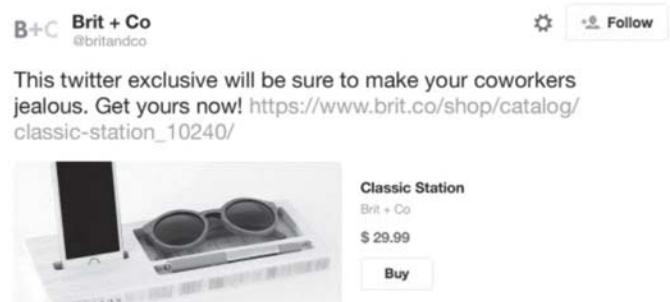 B+C
Brit + Co
@britandco
Follow
This twitter exclusive will be sure to make your coworkers
jealous. Get yours now! https://www.brit.co/shop/catalog/
classic-station_10240/
Classic Station
Brit + Co
$ 29.99
Buy